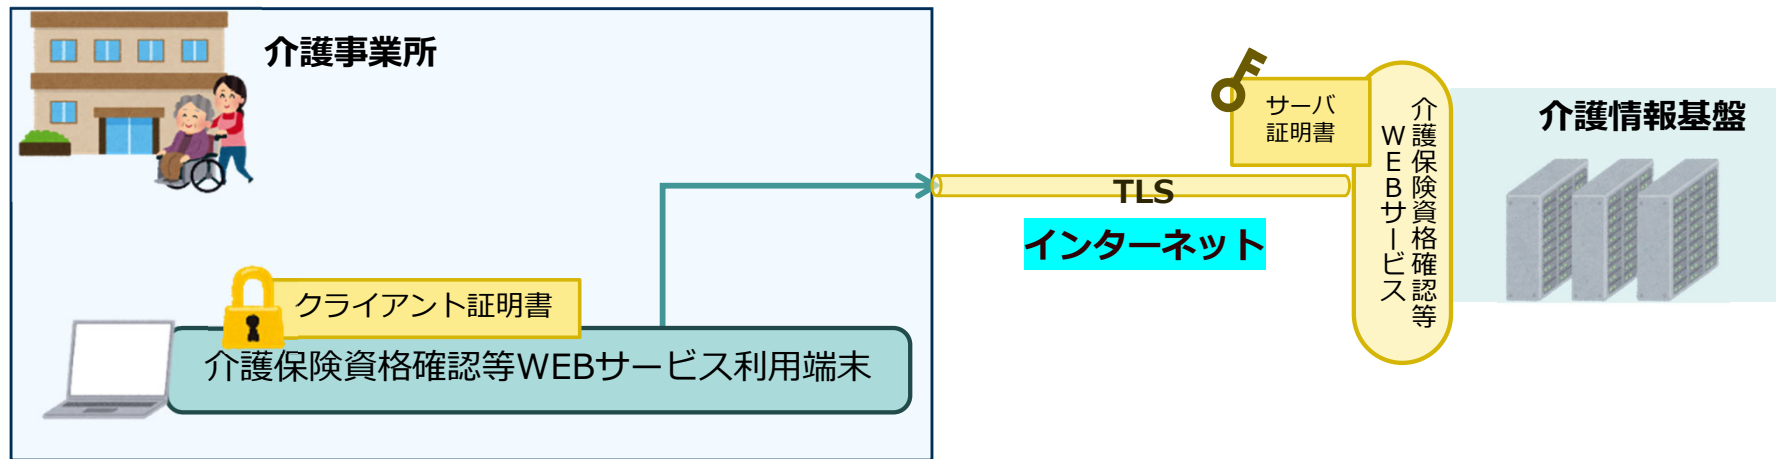 介護事業所
クライアント証明書
介護保険資格確認等WEBサービス利用端末
TLS
インターネット
サーバ
証明書
介護保険資格確認等
WEBサービス
介護情報基盤